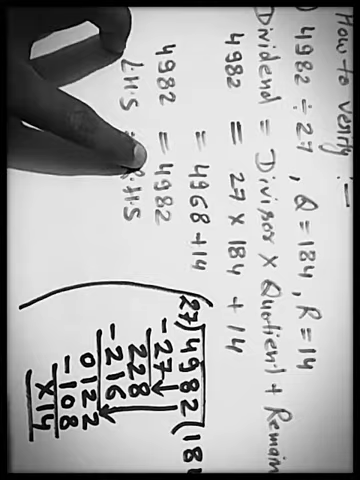 How to verify :-
) 4982 ÷ 27, Q = 184, R = 14
Dividend = Divisor × Quotient + Remain
4982 = 27 × 184 + 14
= 4968 + 14
4982 = 4982
L·H·S R·H·S
27)4982(184
-27
228
-216
0122
-108
×14